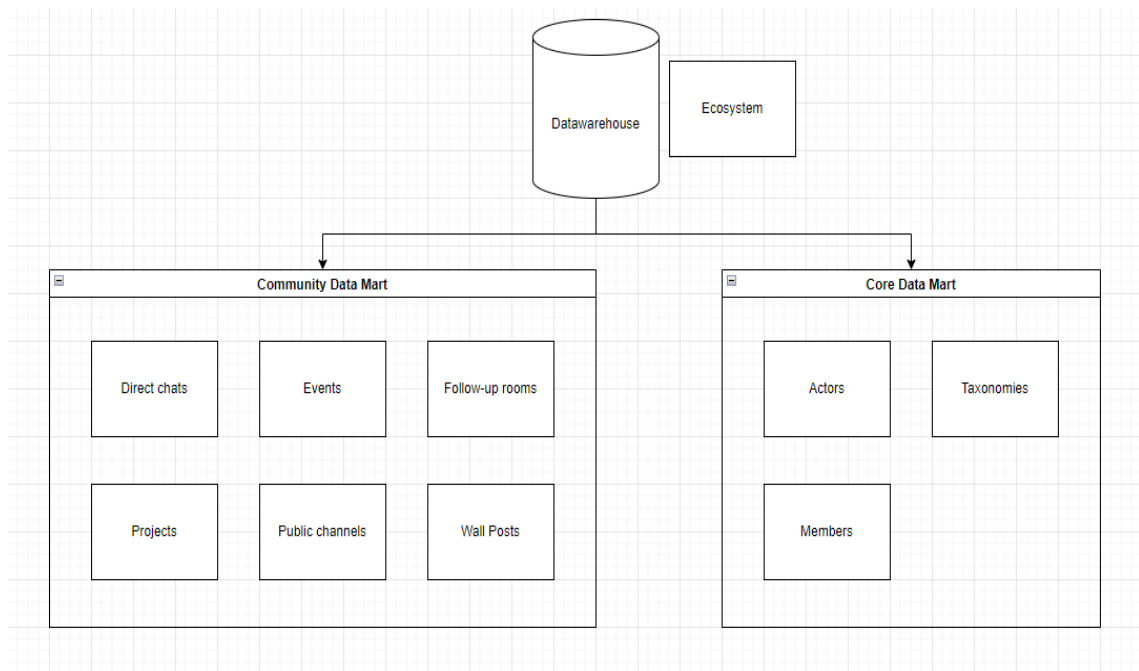 Datawarehouse
Ecosystem
Community Data Mart
Core Data Mart
Direct chats
Events
Follow-up rooms
Actors
Taxonomies
Projects
Public channels
Wall Posts
Members